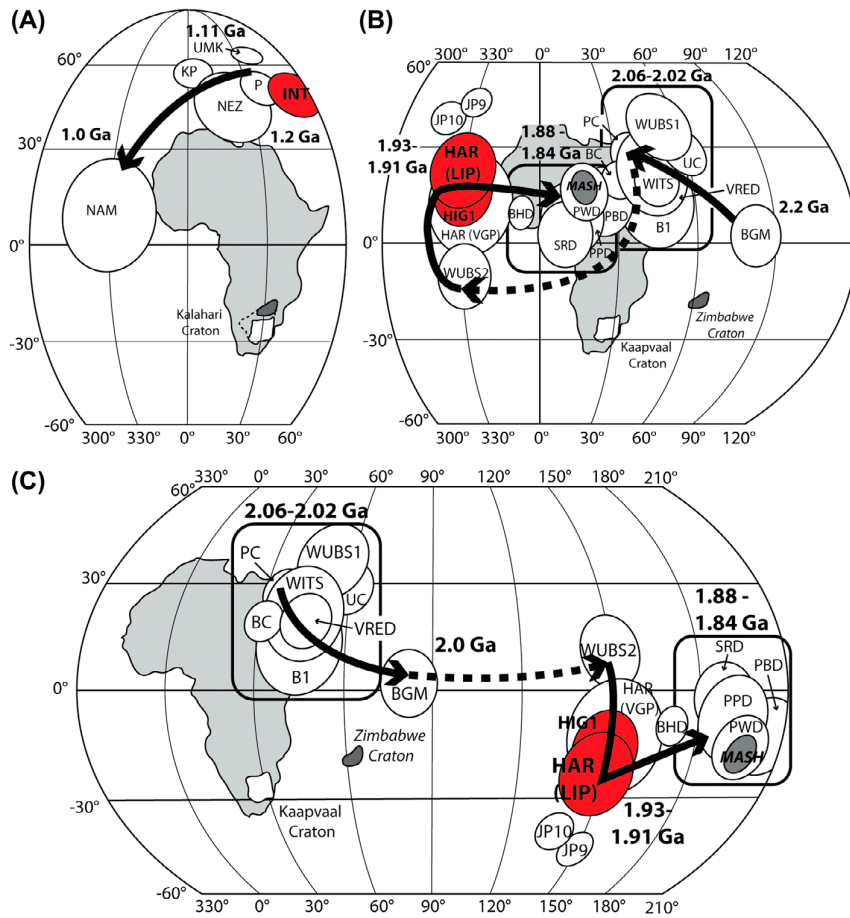 (A)
1.11 Ga
UMK
60°
KP
P
INT
NEZ
30°
1.0 Ga
1.2 Ga
NAM
0°
Kalahari
Craton
-30°
-60°
300° 0° 30° 60°
(B)
300° 0° 30° 60° 90° 120°
60°
2.06-2.02 Ga
JP9
JP10
PC
WUBS1
1.93-
1.91 Ga
1.88 -
1.84 Ga
30°
HAR
(LIP)
BC
UC
MASH
WITS
VRED
HIG1
BHD
PWD
PBD
2.2 Ga
HAR (VGP)
B1
BGM
0°
SRD
PPD
WUBS2
-30°
Zimbabwe
Craton
Kaapvaal
Craton
-60°
300° 0° 30° 60° 90° 120°
(C)
330° 0° 30° 60° 90° 150° 180° 210°
60°
2.06-2.02 Ga
PC
WUBS1
30°
WITS
UC
1.88 -
1.84 Ga
BC
VRED
2.0 Ga
WUBS2
SRD
PBD
B1
BGM
0°
HAR
(VGP)
PPD
HIG1
BHD
PWD
Zimbabwe
Craton
MASH
HAR
(LIP)
-30°
Kaapvaal
Craton
1.93-
1.91 Ga
JP10
JP9
-60°
330° 0° 30° 60° 90° 150° 180° 210°